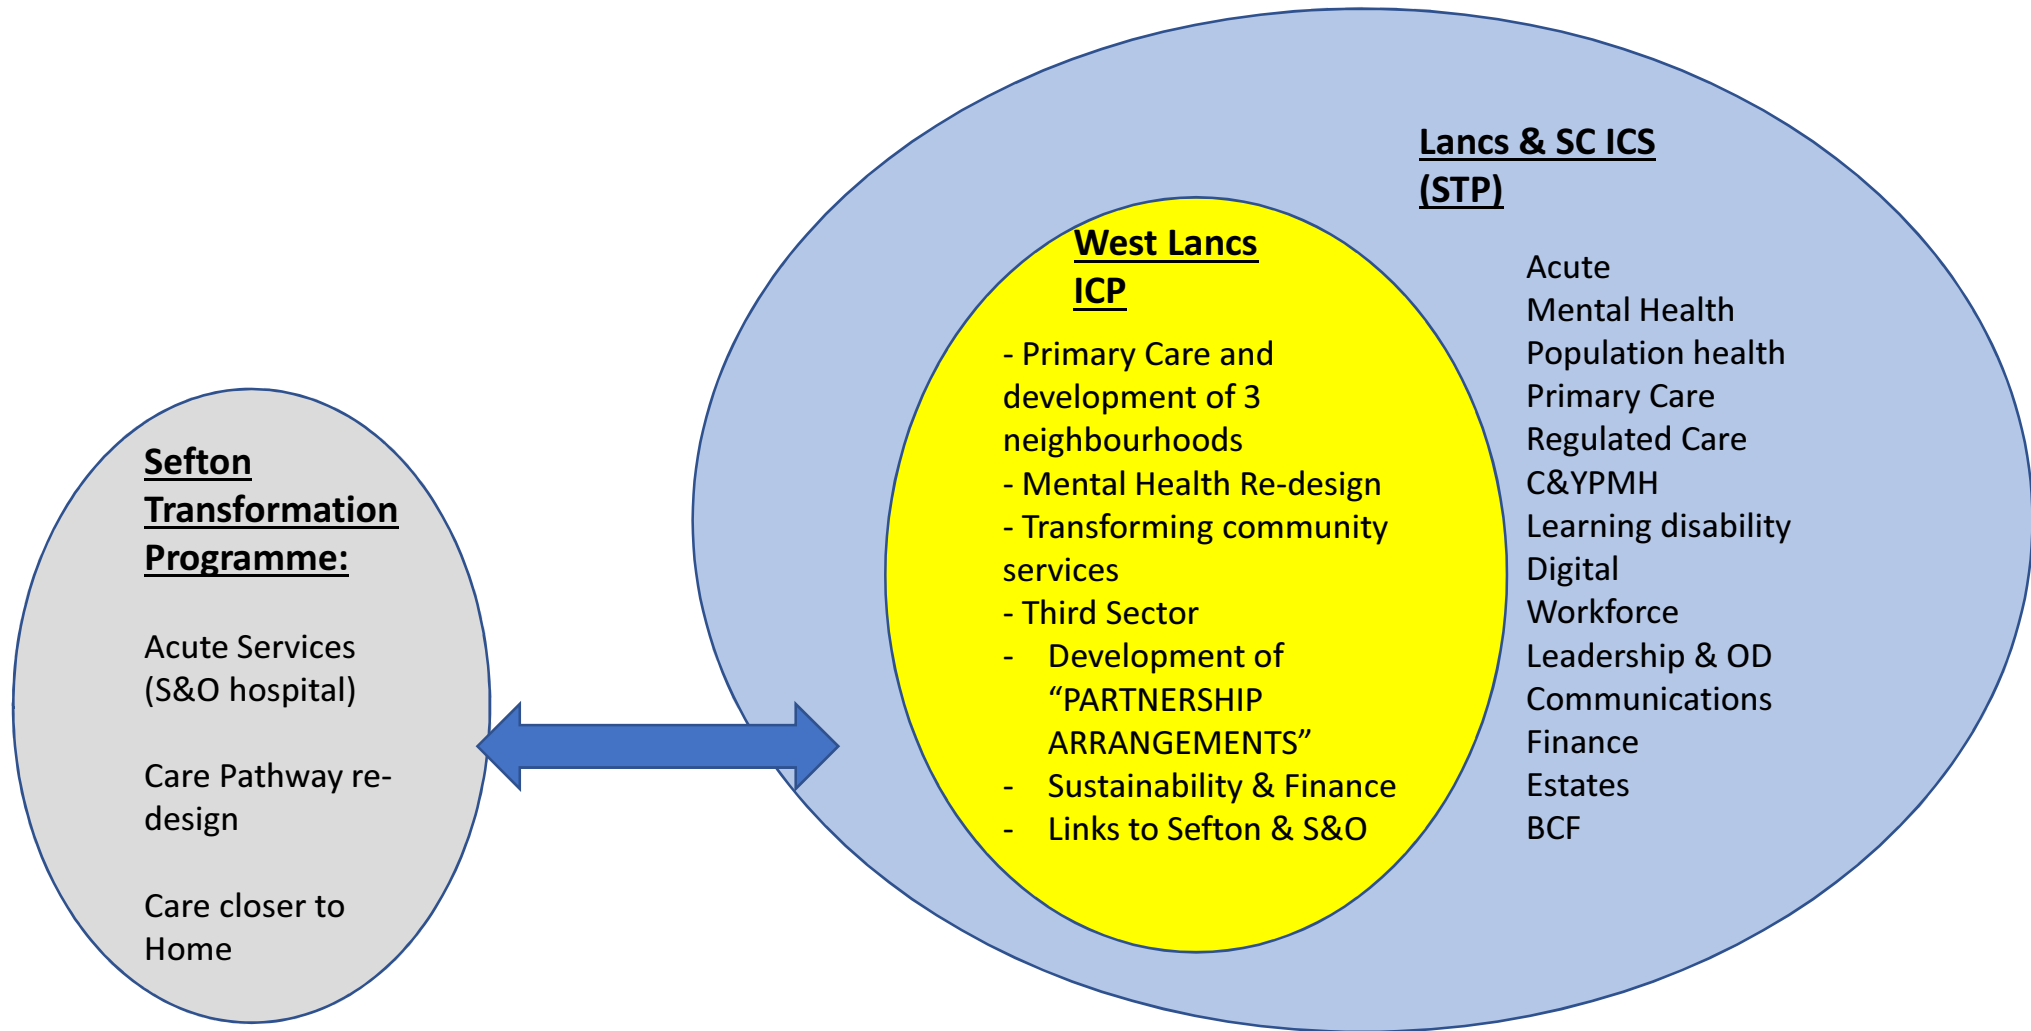 Sefton
Transformation
Programme:
Acute Services
(S&O hospital)
Care Pathway re-
design
Care closer to
Home
West Lancs
ICP
- Primary Care and
development of 3
neighbourhoods
- Mental Health Re-design
- Transforming community
services
- Third Sector
- Development of
“PARTNERSHIP
ARRANGEMENTS”
- Sustainability & Finance
- Links to Sefton & S&O
Lancs & SC ICS
(STP)
Acute
Mental Health
Population health
Primary Care
Regulated Care
C&YPMH
Learning disability
Digital
Workforce
Leadership & OD
Communications
Finance
Estates
BCF